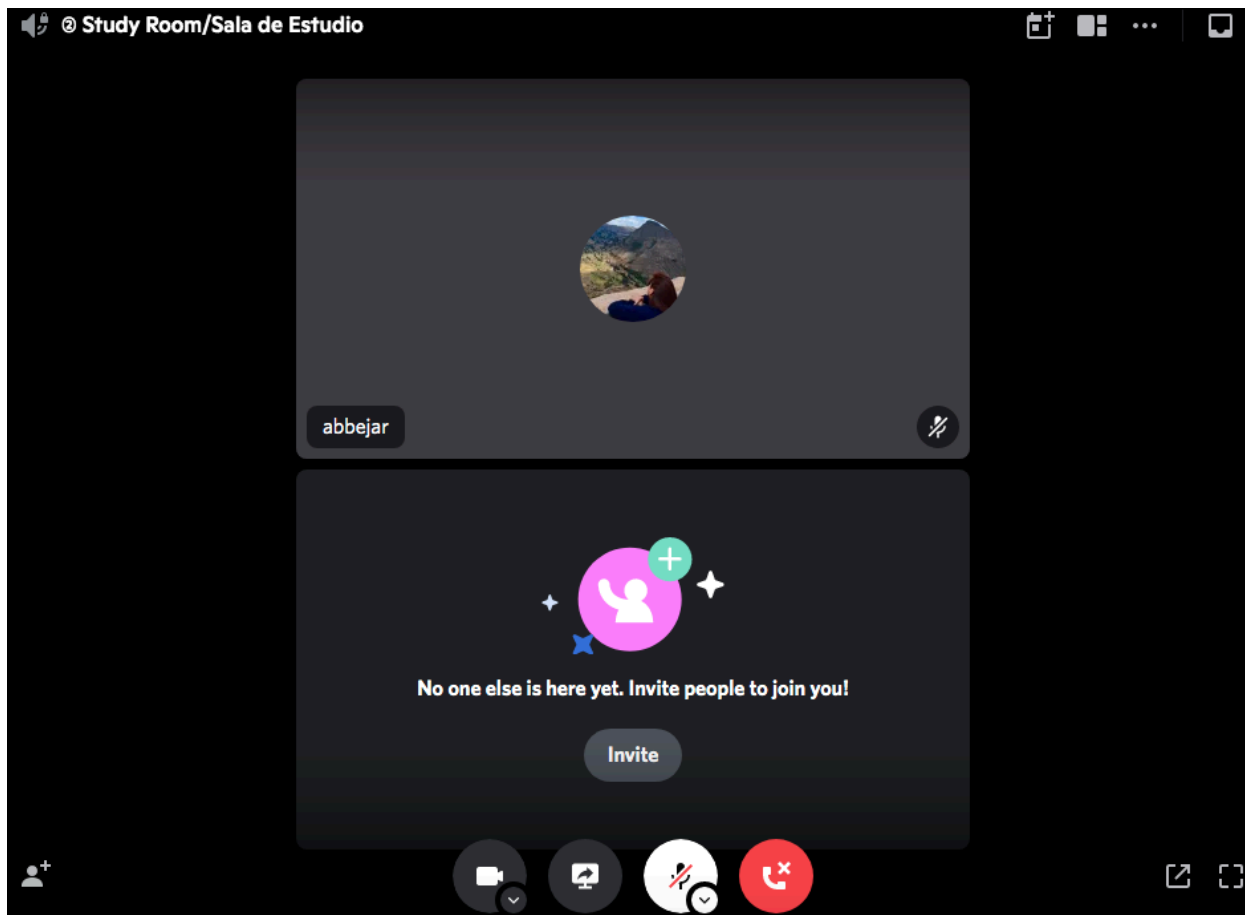 ② Study Room/Sala de Estudio
abbejar
No one else is here yet. Invite people to join you!
Invite